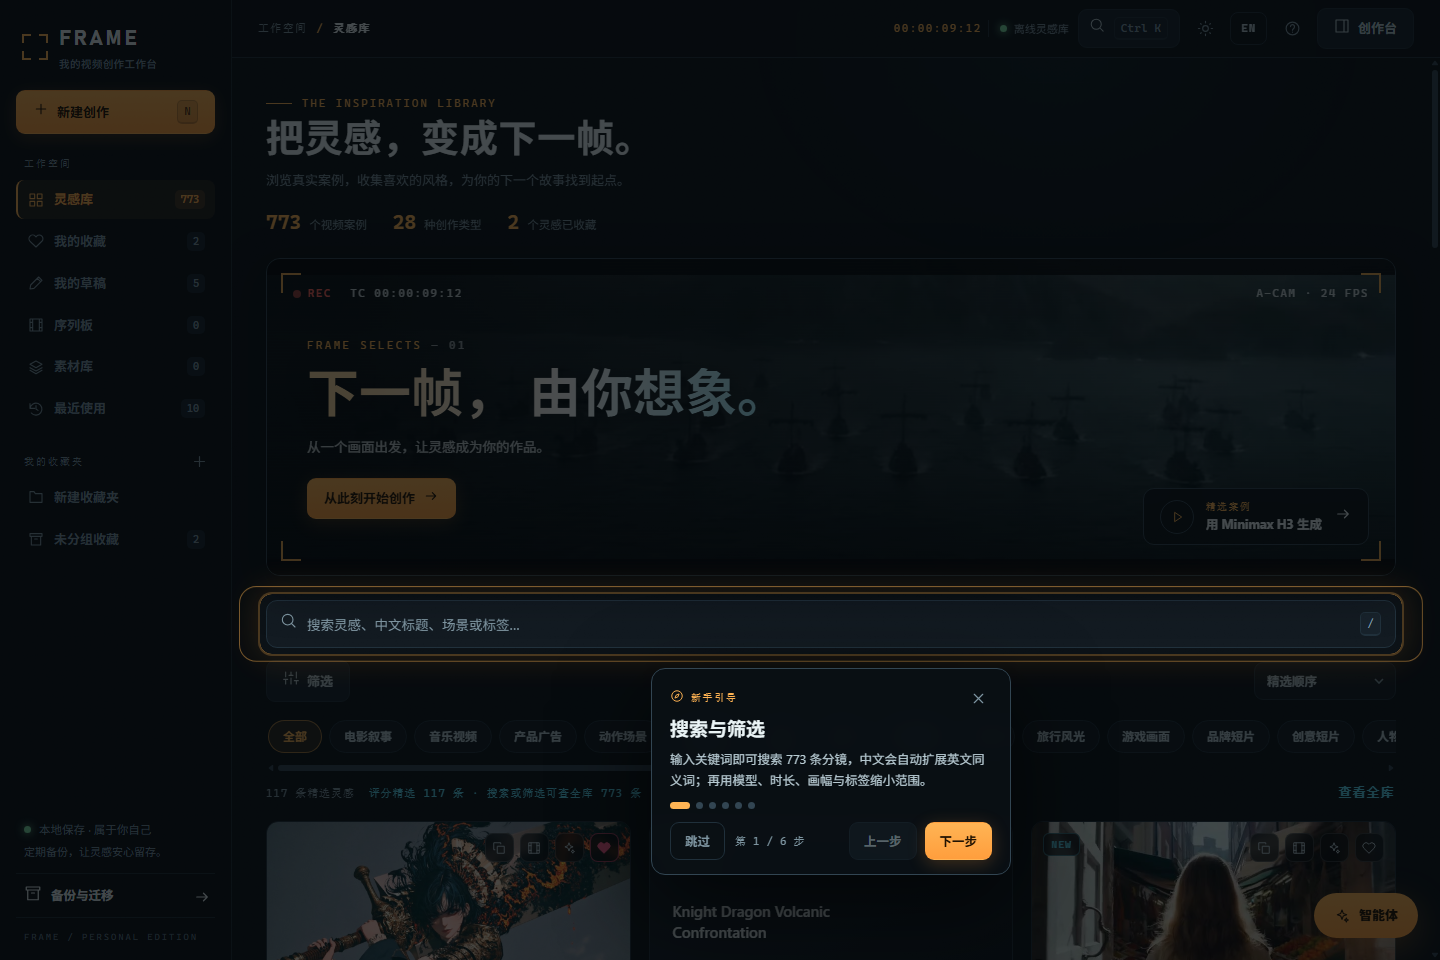 FRAME
我的视频创作工作台
新建创作 N
工作空间
灵感库 773
我的收藏 2
我的草稿 5
序列板 0
素材库 0
最近使用 10
我的收藏夹
新建收藏夹
未分组收藏 2
本地保存 · 属于你自己
定期备份，让灵感安心留存。
备份与迁移
FRAME / PERSONAL EDITION
工作空间 / 灵感库
00:00:09:12
离线灵感库
Ctrl K
EN
创作台
THE INSPIRATION LIBRARY
把灵感，变成下一帧。
浏览真实案例，收集喜欢的风格，为你的下一个故事找到起点。
773 个视频案例 28 种创作类型 2 个灵感已收藏
REC TC 00:00:09:12
A-CAM · 24 FPS
FRAME SELECTS — 01
下一帧， 由你想象。
从一个画面出发，让灵感成为你的作品。
从此刻开始创作
精选案例
用 Minimax H3 生成
搜索灵感、中文标题、场景或标签...
/
筛选
精选顺序
新手引导
搜索与筛选
输入关键词即可搜索 773 条分镜，中文会自动扩展英文同
义词；再用模型、时长、画幅与标签缩小范围。
跳过 第 1 / 6 步 上一步 下一步
全部 电影叙事 音乐视频 产品广告 动作场景 旅行风光 游戏画面 品牌短片 创意短片 人物
117 条精选灵感 评分精选 117 条 · 搜索或筛选可查全库 773 条
查看全库
NEW
Knight Dragon Volcanic
Confrontation
智能体